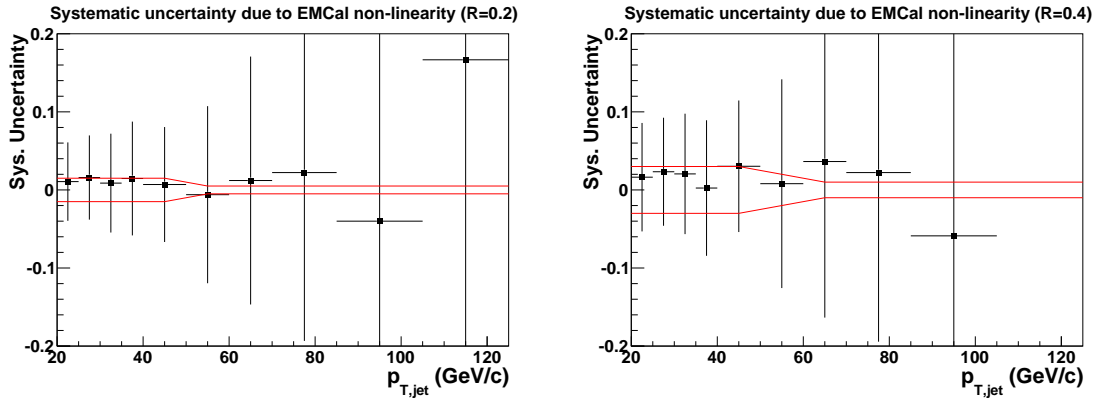 Systematic uncertainty due to EMCal non-linearity (R=0.2)
Sys. Uncertainty
0.2
0.1
0
-0.1
-0.2
20 40 60 80 100 120
p_T,jet (GeV/c)
Systematic uncertainty due to EMCal non-linearity (R=0.4)
Sys. Uncertainty
0.2
0.1
0
-0.1
-0.2
20 40 60 80 100 120
p_T,jet (GeV/c)